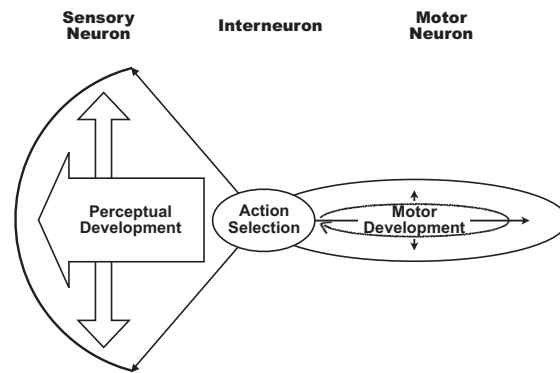 Sensory
Neuron
Interneuron
Motor
Neuron
Perceptual
Development
Action
Selection
Motor
Development